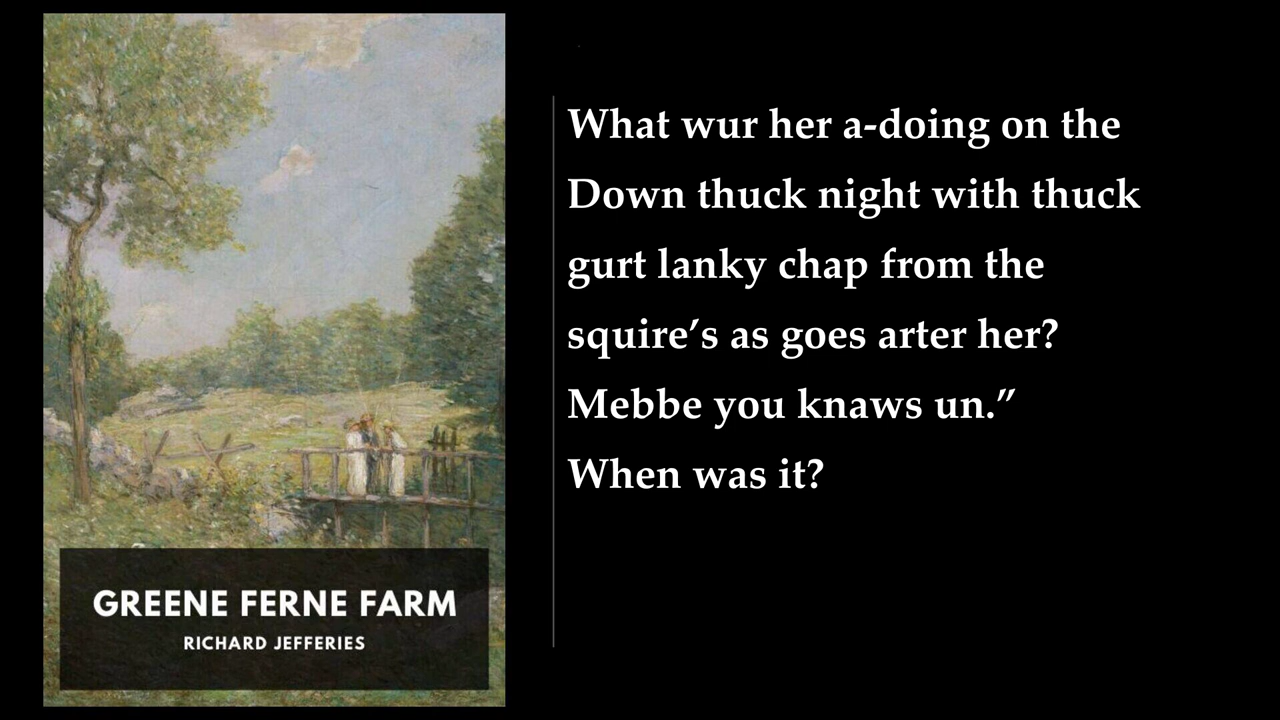 What wur her a-doing on the
Down thuck night with thuck
gurt lanky chap from the
squire’s as goes arter her?
Mebbe you knaws un.”
When was it?
GREENE FERNE FARM
RICHARD JEFFERIES